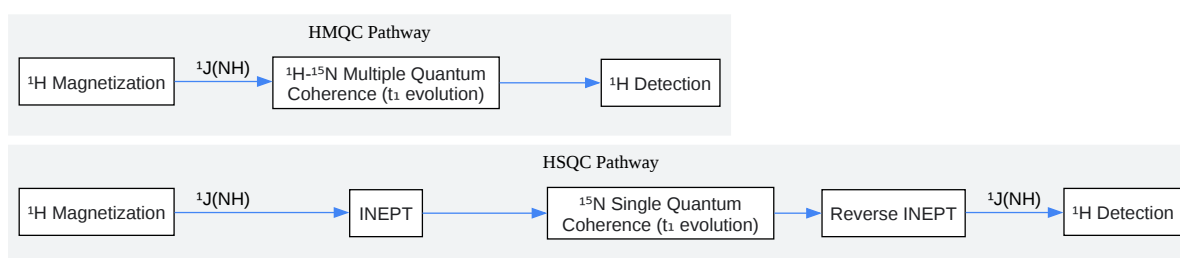 HMQC Pathway
¹J(NH)
¹H Magnetization
¹H-¹⁵N Multiple Quantum
Coherence (t₁ evolution)
¹H Detection
HSQC Pathway
¹J(NH)
¹H Magnetization
INEPT
¹⁵N Single Quantum
Coherence (t₁ evolution)
Reverse INEPT
¹J(NH)
¹H Detection